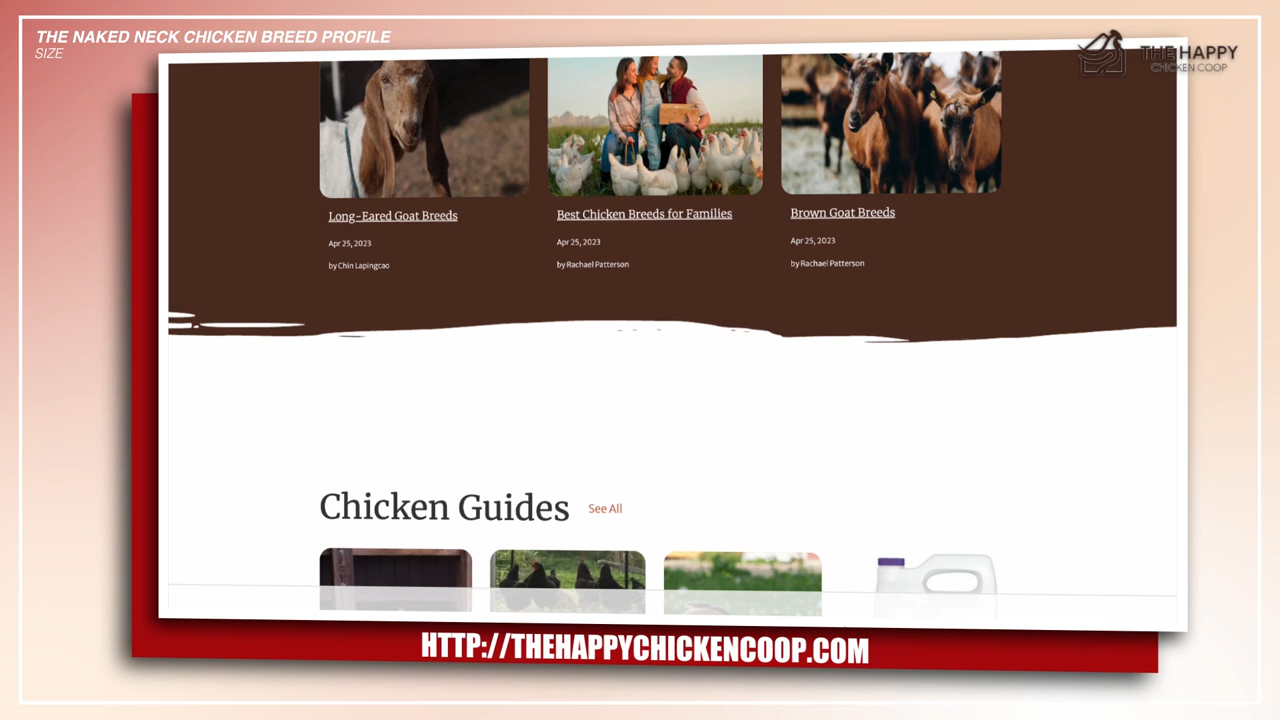 THE NAKED NECK CHICKEN BREED PROFILE
SIZE
THE HAPPY
CHICKEN COOP
Long-Eared Goat Breeds
Best Chicken Breeds for Families
Brown Goat Breeds
Apr 25, 2023
Apr 25, 2023
Apr 25, 2023
by Chin Lapingcao
by Rachael Patterson
by Rachael Patterson
Chicken Guides
See All
HTTP://THEHAPPYCHICKENCOOP.COM